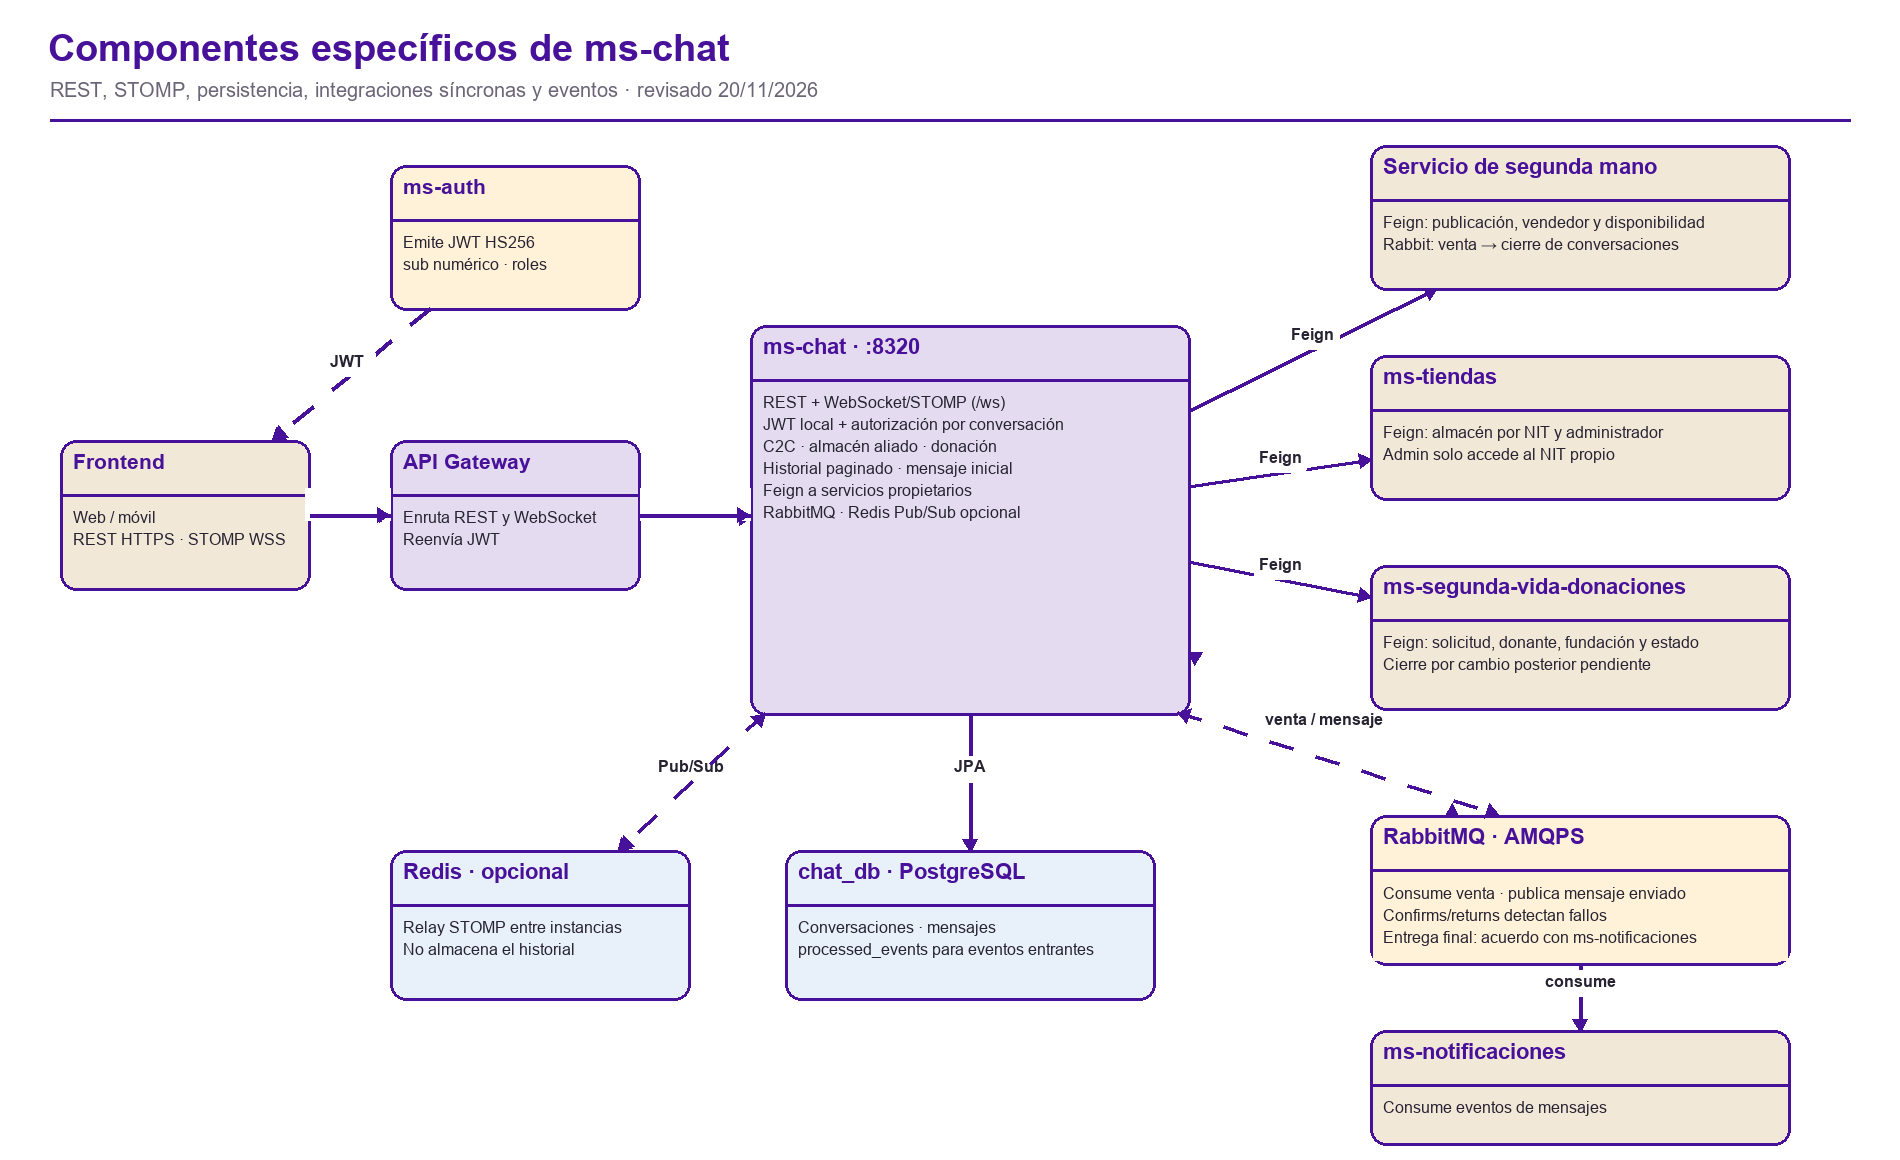 Componentes específicos de ms-chat
REST, STOMP, persistencia, integraciones síncronas y eventos · revisado 20/11/2026
ms-auth
Emite JWT HS256
sub numérico · roles
JWT
Frontend
Web / móvil
REST HTTPS · STOMP WSS
API Gateway
Enruta REST y WebSocket
Reenvía JWT
ms-chat · :8320
REST + WebSocket/STOMP (/ws)
JWT local + autorización por conversación
C2C · almacén aliado · donación
Historial paginado · mensaje inicial
Feign a servicios propietarios
RabbitMQ · Redis Pub/Sub opcional
Feign
Servicio de segunda mano
Feign: publicación, vendedor y disponibilidad
Rabbit: venta → cierre de conversaciones
Feign
ms-tiendas
Feign: almacén por NIT y administrador
Admin solo accede al NIT propio
Feign
ms-segunda-vida-donaciones
Feign: solicitud, donante, fundación y estado
Cierre por cambio posterior pendiente
Pub/Sub
JPA
venta / mensaje
Redis · opcional
Relay STOMP entre instancias
No almacena el historial
chat_db · PostgreSQL
Conversaciones · mensajes
processed_events para eventos entrantes
RabbitMQ · AMQPS
Consume venta · publica mensaje enviado
Confirms/returns detectan fallos
Entrega final: acuerdo con ms-notificaciones
consume
ms-notificaciones
Consume eventos de mensajes